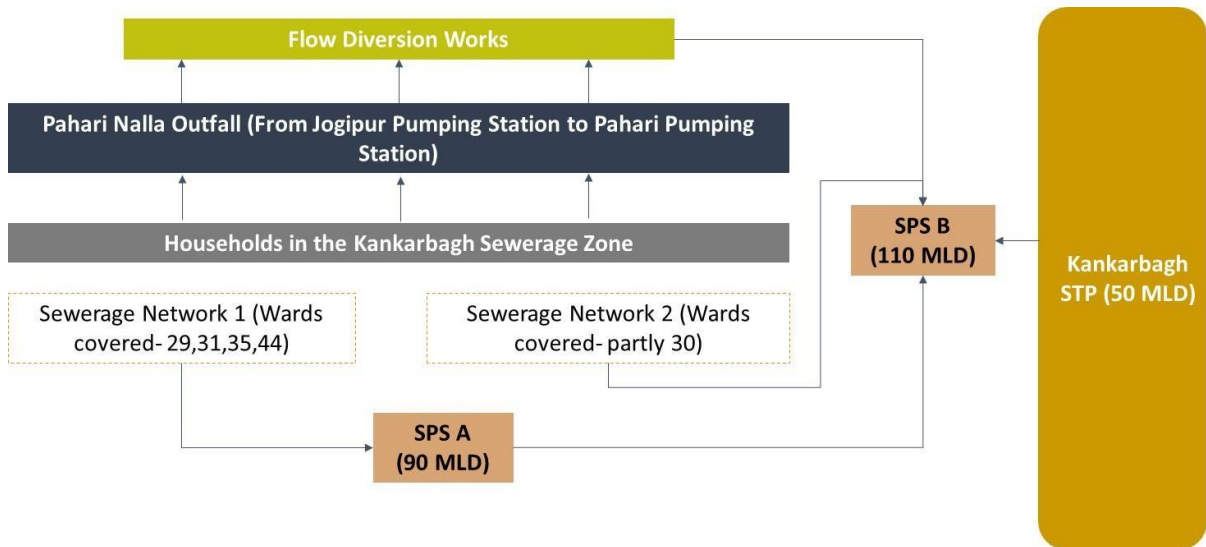 Flow Diversion Works
Pahari Nalla Outfall (From Jogipur Pumping Station to Pahari Pumping
Station)
Households in the Kankarbagh Sewerage Zone
Sewerage Network 1 (Wards
covered- 29,31,35,44)
Sewerage Network 2 (Wards
covered- partly 30)
SPS A
(90 MLD)
SPS B
(110 MLD)
Kankarbagh
STP (50 MLD)